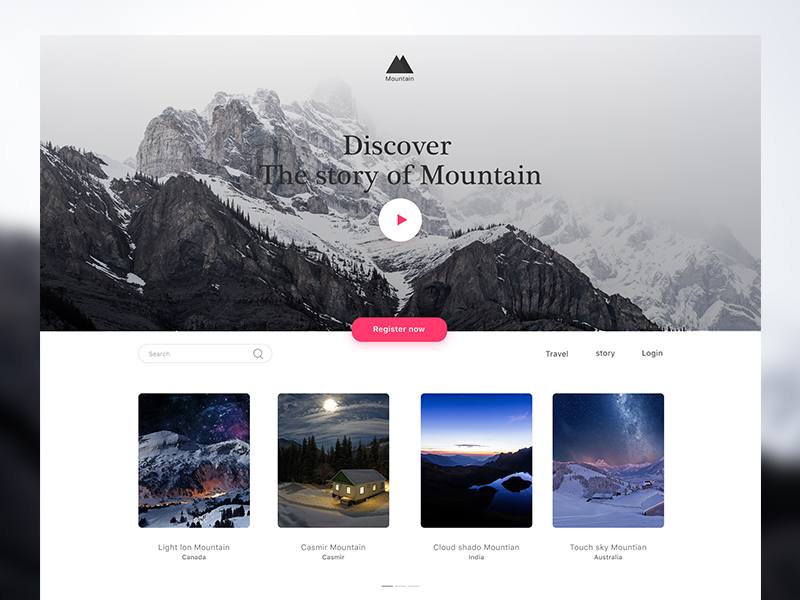 Mountain
Discover
The story of Mountain
Register now
Search
Travel story Login
Light Ion Mountain
Canada
Casmir Mountain
Casmir
Cloud shado Mountian
India
Touch sky Mountian
Australia